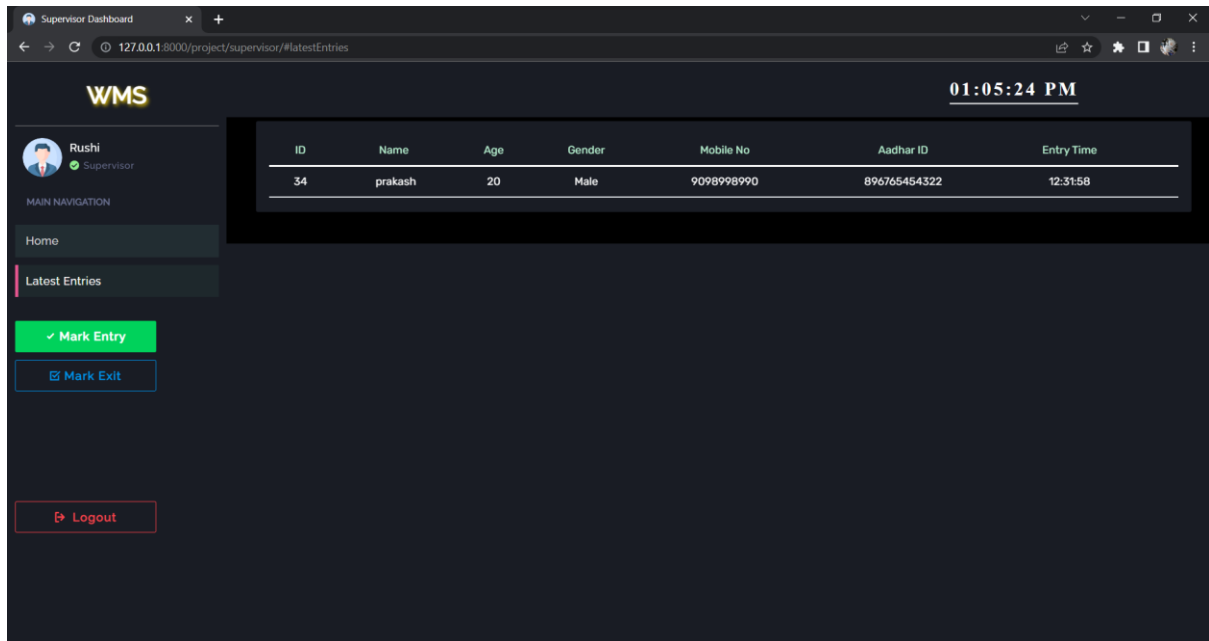 Supervisor Dashboard
127.0.0.1:8000/project/supervisor/#latestEntries
WMS
01:05:24 PM
Rushi
Supervisor
MAIN NAVIGATION
Home
Latest Entries
Mark Entry
Mark Exit
Logout
ID Name Age Gender Mobile No Aadhar ID Entry Time
34 prakash 20 Male 9098998990 896765454322 12:31:58